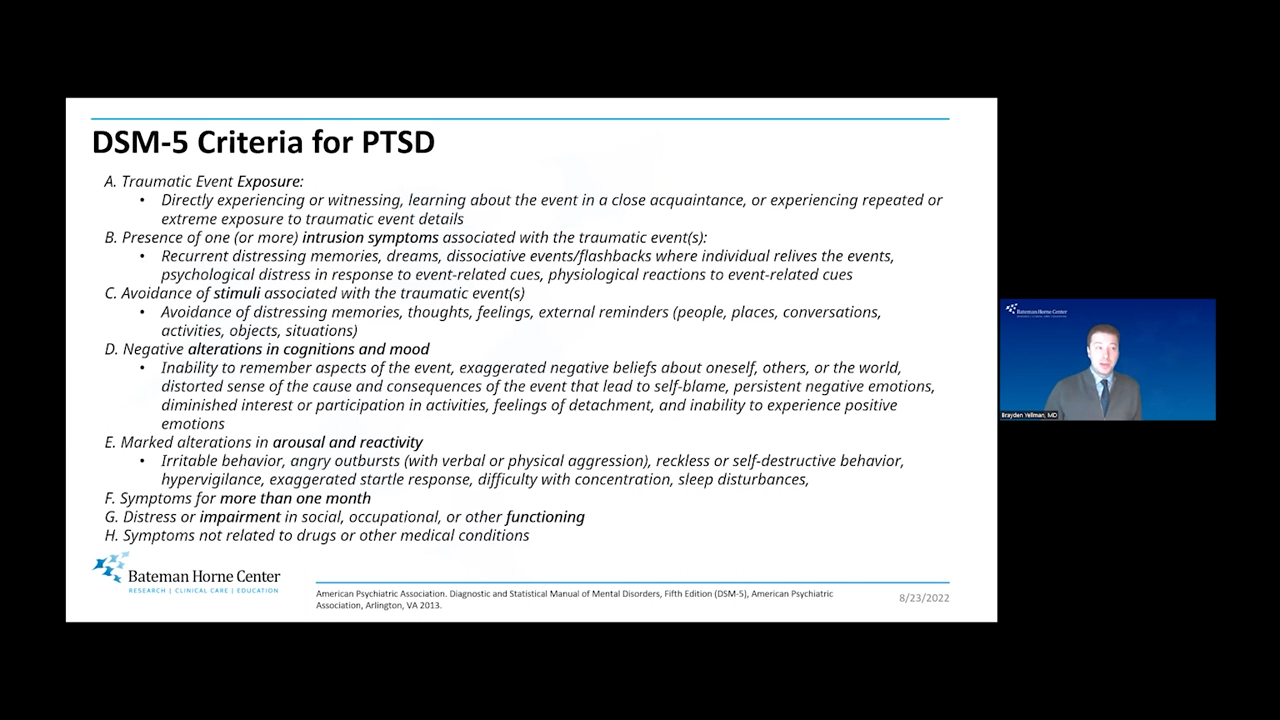 DSM-5 Criteria for PTSD
A. Traumatic Event Exposure:
• Directly experiencing or witnessing, learning about the event in a close acquaintance, or experiencing repeated or
extreme exposure to traumatic event details
B. Presence of one (or more) intrusion symptoms associated with the traumatic event(s):
• Recurrent distressing memories, dreams, dissociative events/flashbacks where individual relives the events,
psychological distress in response to event-related cues, physiological reactions to event-related cues
C. Avoidance of stimuli associated with the traumatic event(s)
• Avoidance of distressing memories, thoughts, feelings, external reminders (people, places, conversations,
activities, objects, situations)
D. Negative alterations in cognitions and mood
• Inability to remember aspects of the event, exaggerated negative beliefs about oneself, others, or the world,
distorted sense of the cause and consequences of the event that lead to self-blame, persistent negative emotions,
diminished interest or participation in activities, feelings of detachment, and inability to experience positive
emotions
E. Marked alterations in arousal and reactivity
• Irritable behavior, angry outbursts (with verbal or physical aggression), reckless or self-destructive behavior,
hypervigilance, exaggerated startle response, difficulty with concentration, sleep disturbances,
F. Symptoms for more than one month
G. Distress or impairment in social, occupational, or other functioning
H. Symptoms not related to drugs or other medical conditions
Bateman Horne Center
RESEARCH | CLINICAL CARE | EDUCATION
American Psychiatric Association. Diagnostic and Statistical Manual of Mental Disorders, Fifth Edition (DSM-5), American Psychiatric
Association, Arlington, VA 2013.
8/23/2022
Bateman Horne Center
Brayden Yellman, MD